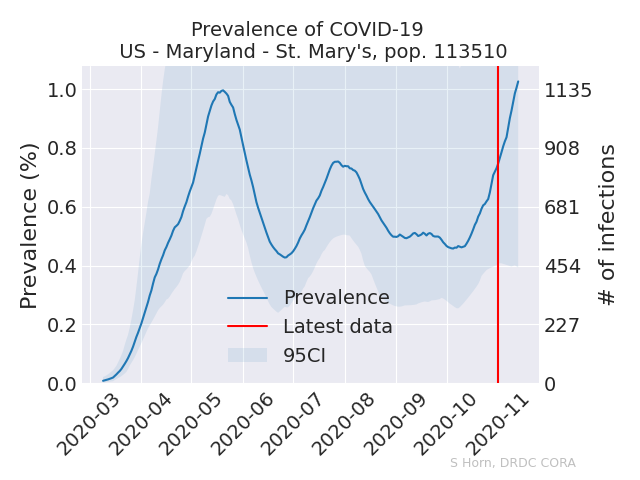 Prevalence of COVID-19
US - Maryland - St. Mary's, pop. 113510
Prevalence (%)
1.0
0.8
0.6
0.4
0.2
0.0
1135
908
681
454
227
0
# of infections
Prevalence
Latest data
95CI
2020-03
2020-04
2020-05
2020-06
2020-07
2020-08
2020-09
2020-10
2020-11
S Horn, DRDC CORA